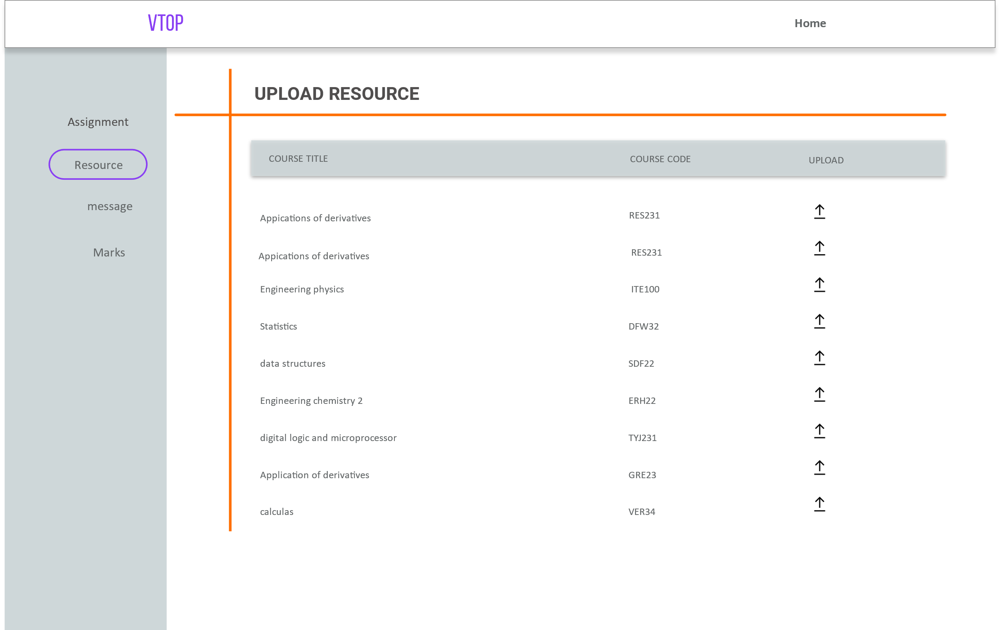 VTOP Home
UPLOAD RESOURCE
Assignment
Resource
message
Marks
COURSE TITLE COURSE CODE UPLOAD
Appications of derivatives RES231
Appications of derivatives RES231
Engineering physics ITE100
Statistics DFW32
data structures SDF22
Engineering chemistry 2 ERH22
digital logic and microprocessor TYJ231
Application of derivatives GRE23
calculas VER34